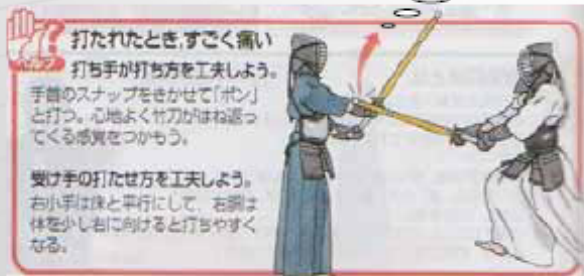 ヘルプ
打たれたとき,すごく痛い
打ち手が打ち方を工夫しよう。
手首のスナップをきかせて「ポン」
と打つ。心地よく竹刀がはね返っ
てくる感覚をつかもう。
受け手の打たせ方を工夫しよう。
右小手は床と平行にして、右胴は
体を少し右に向けると打ちやすく
なる。